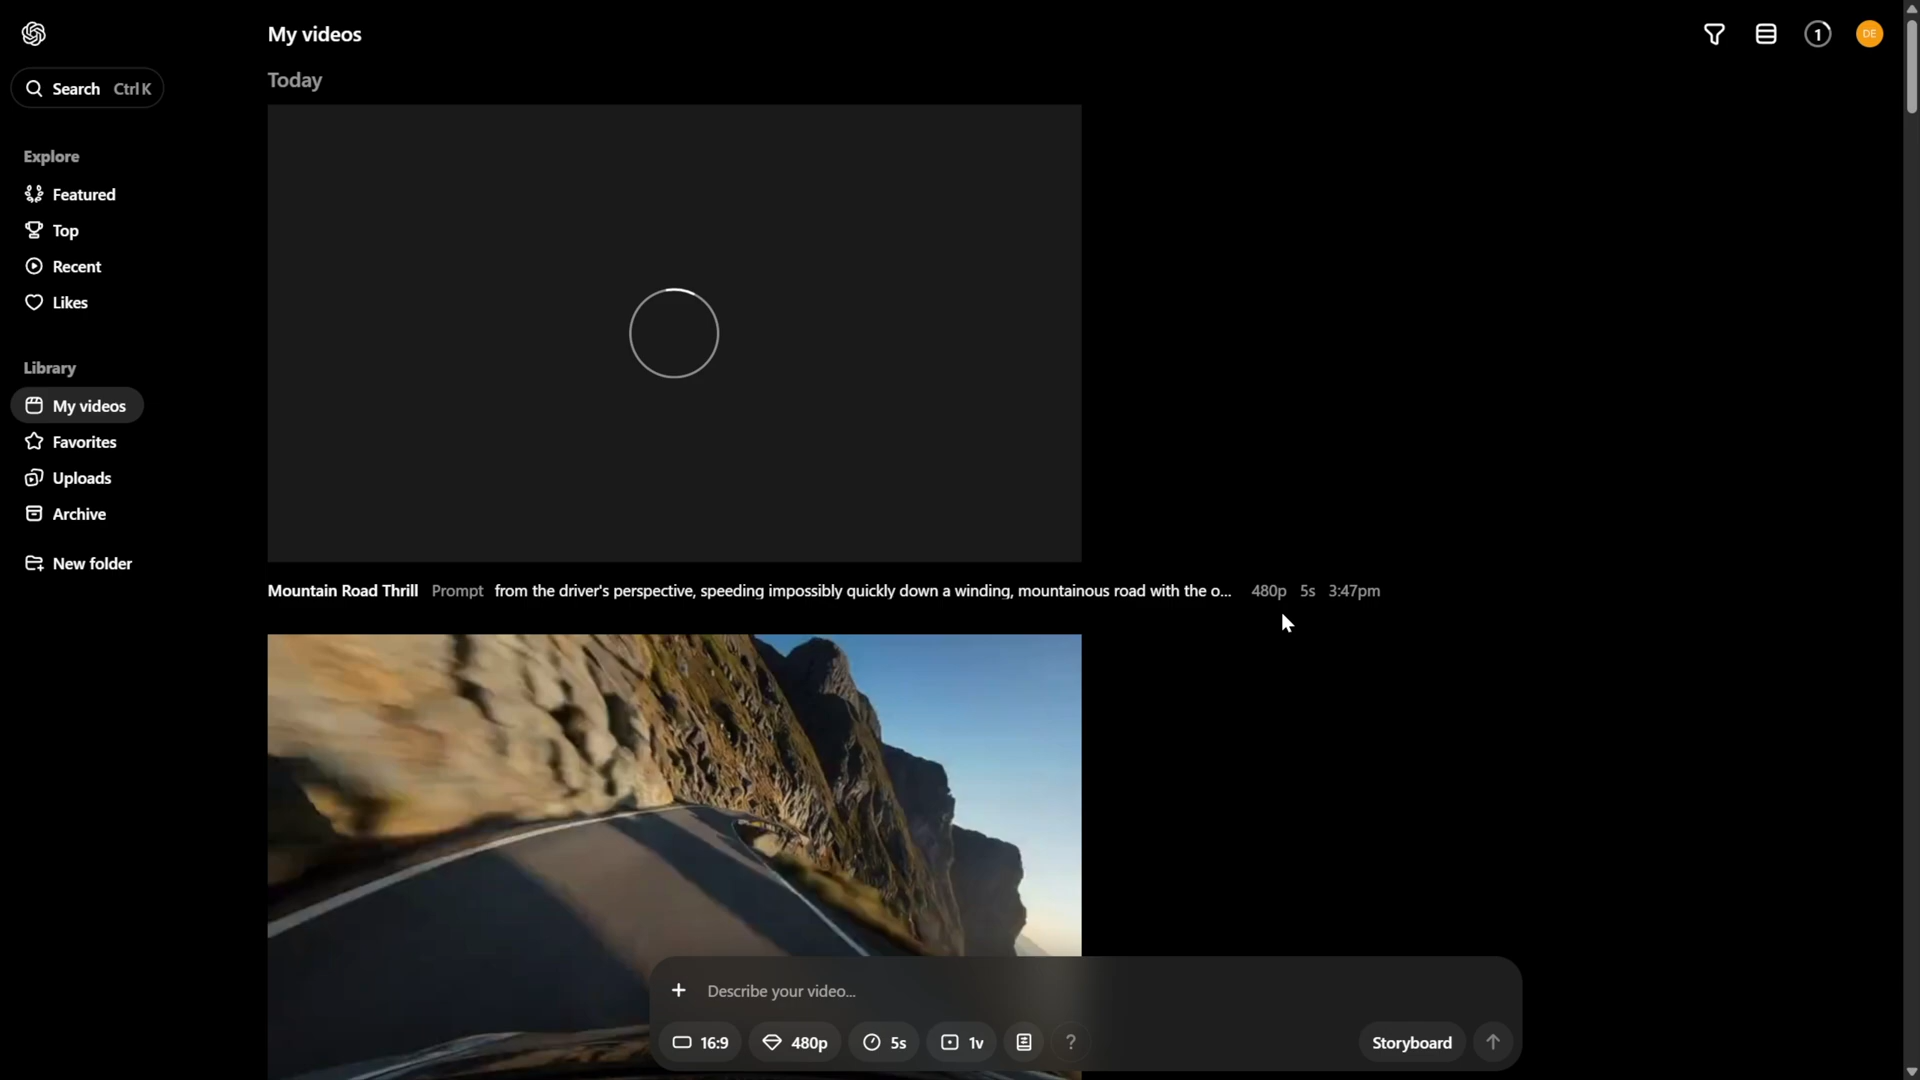 My videos
1
DE
Search Ctrl K
Today
Explore
Featured
Top
Recent
Likes
Library
My videos
Favorites
Uploads
Archive
New folder
Mountain Road Thrill Prompt from the driver's perspective, speeding impossibly quickly down a winding, mountainous road with the o... 480p 5s 3:47pm
Describe your video...
16:9 480p 5s 1v ? Storyboard